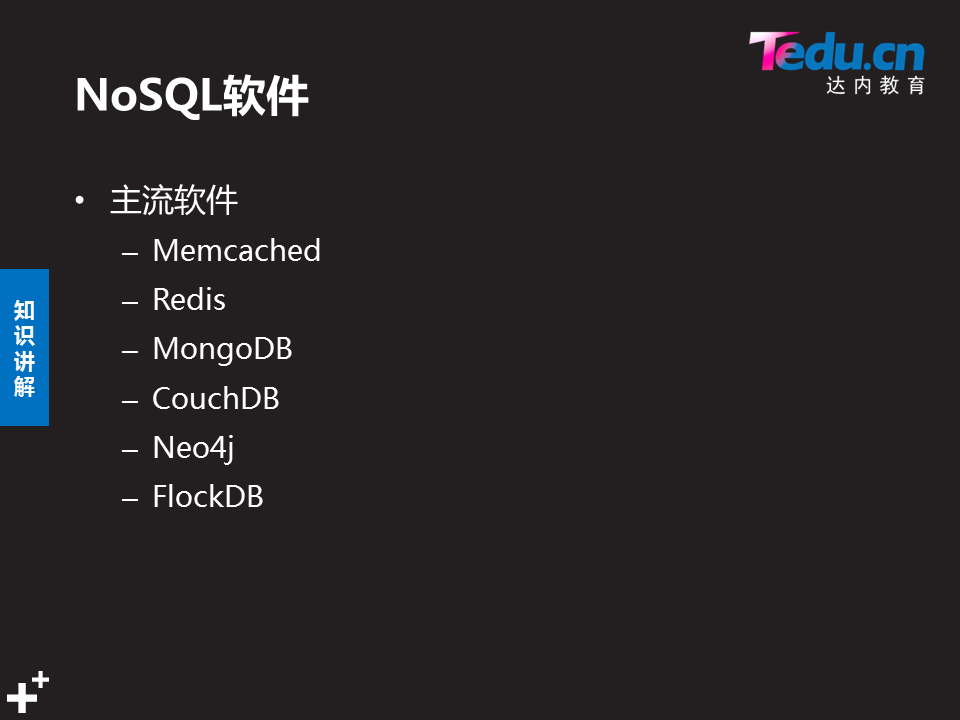 Tedu.cn
达内教育
NoSQL软件
• 主流软件
– Memcached
– Redis
– MongoDB
– CouchDB
– Neo4j
– FlockDB
知
识
讲
解